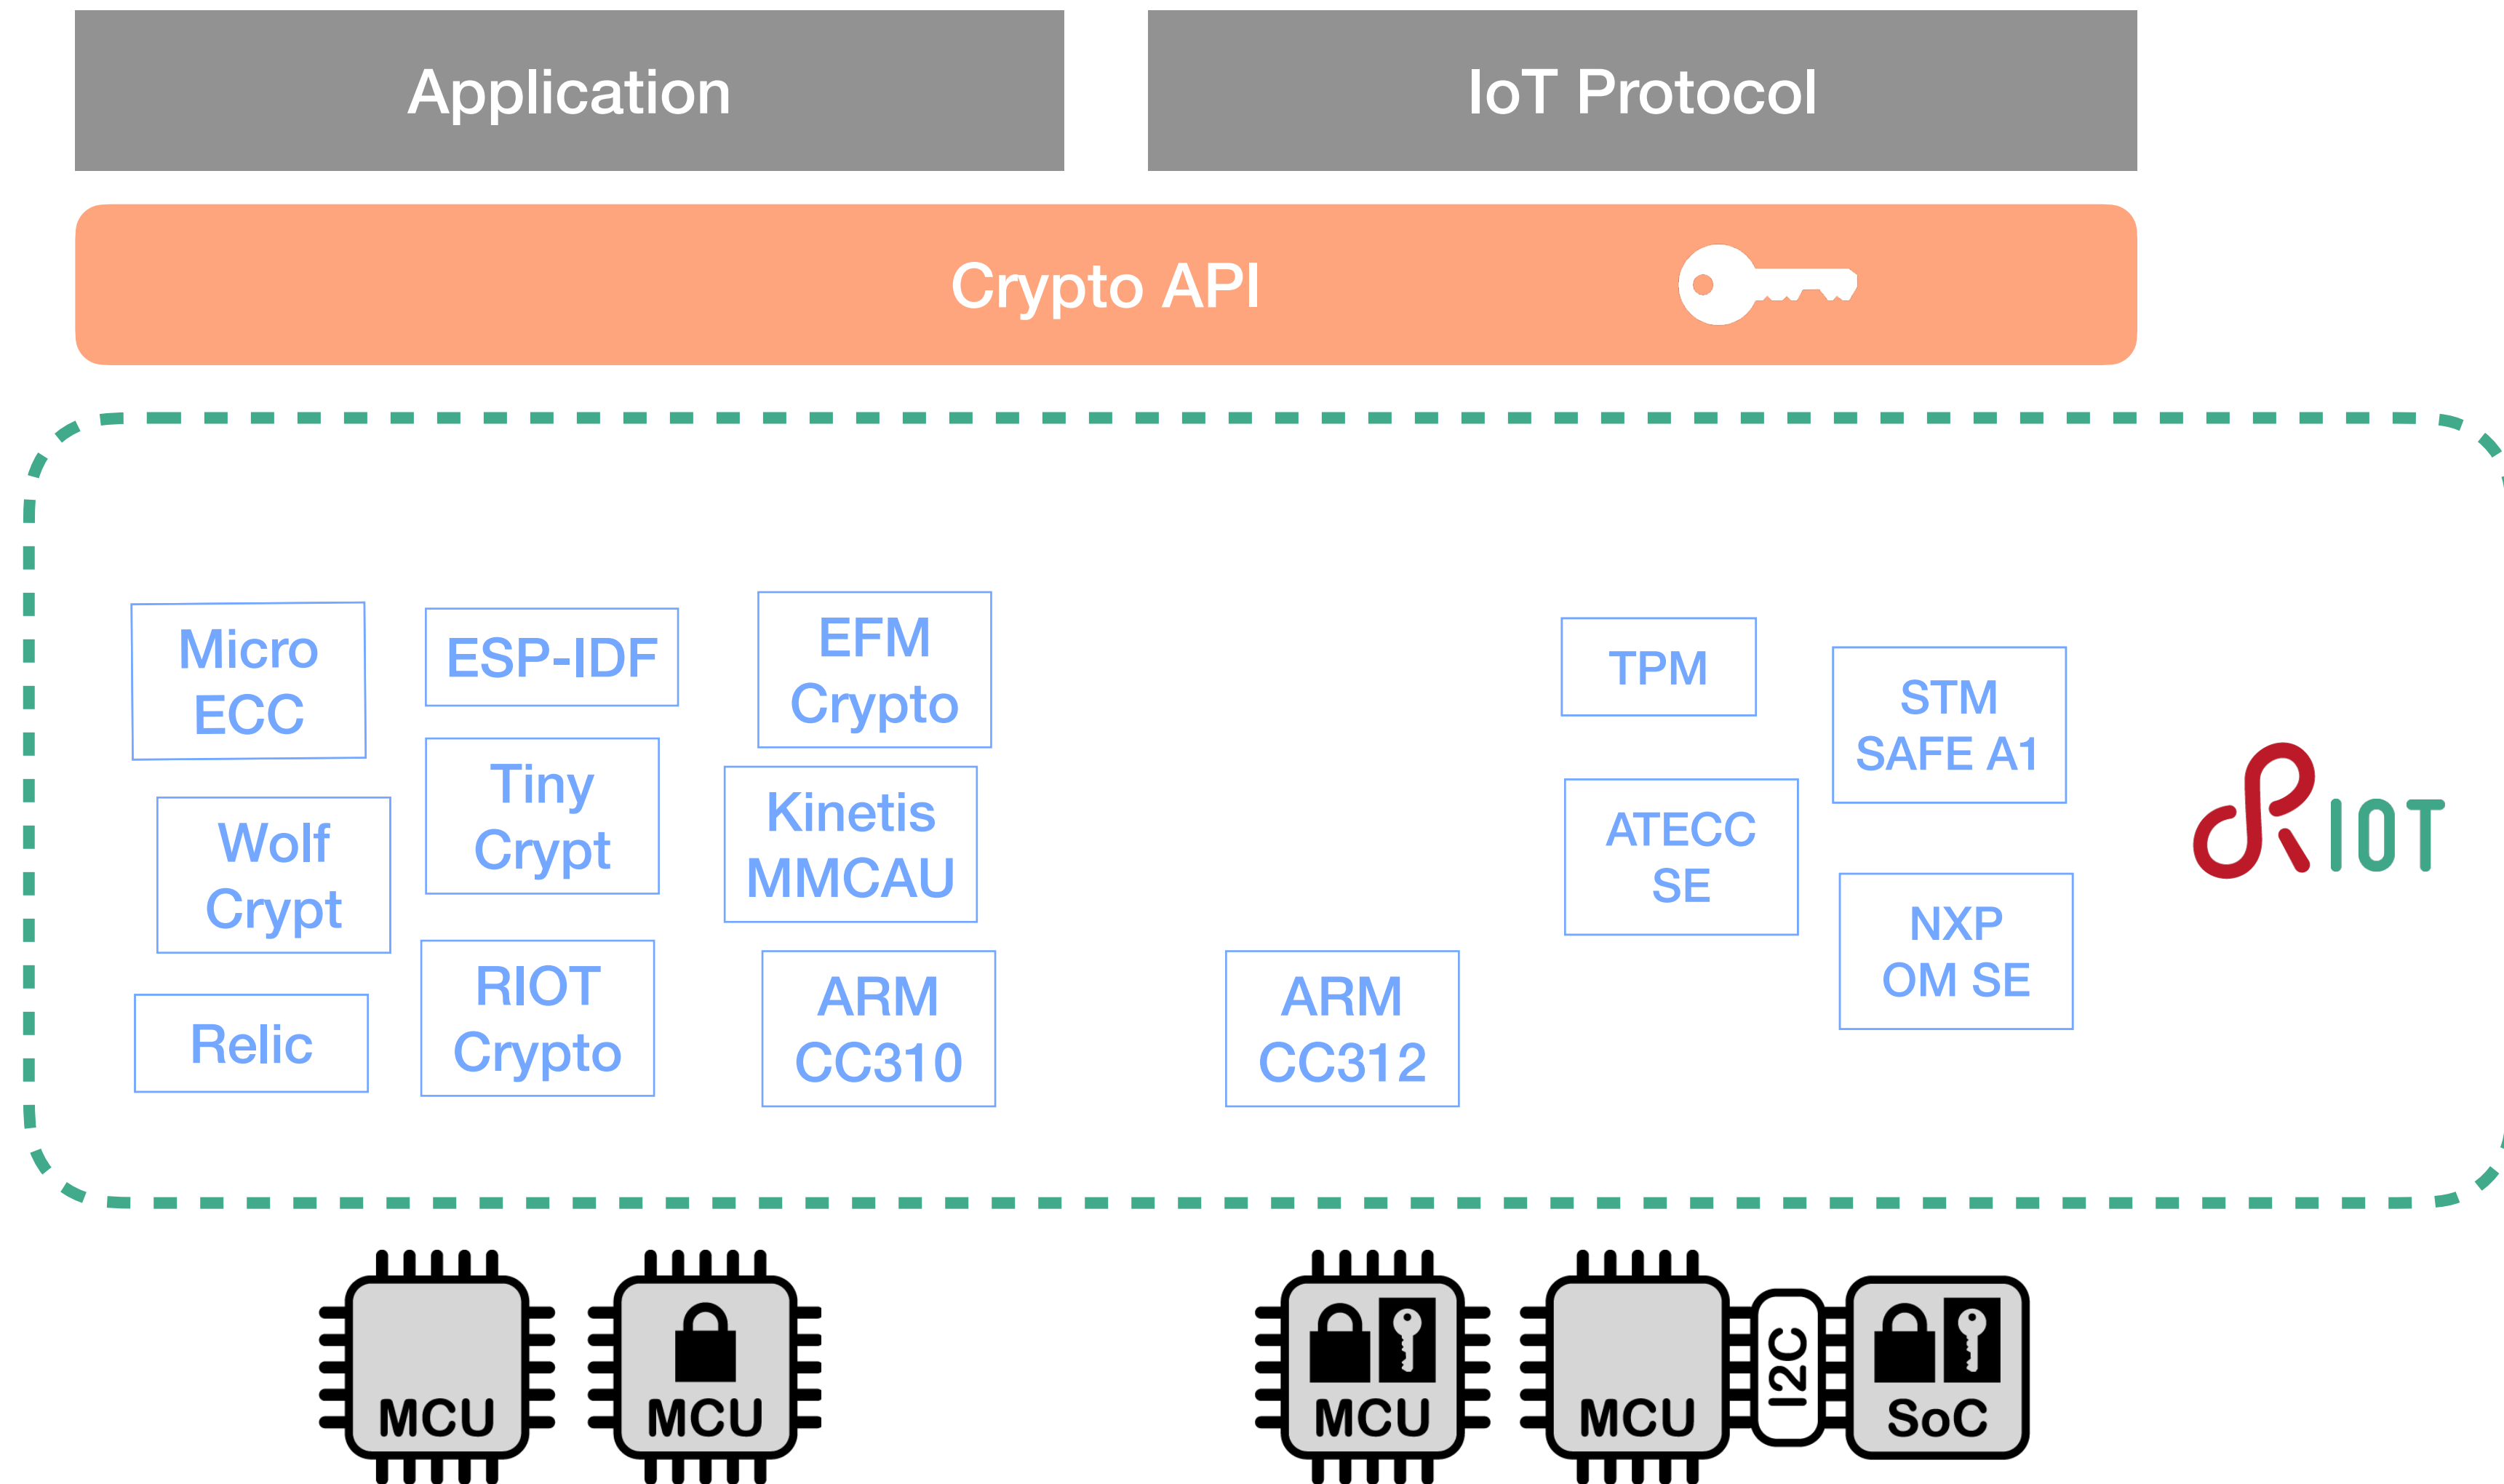 Application
IoT Protocol
Crypto API
Micro
ECC
ESP-IDF
EFM
Crypto
TPM
STM
SAFE A1
Wolf
Crypt
Tiny
Crypt
Kinetis
MMCAU
ATECC
SE
RIOT
NXP
OM SE
Relic
RIOT
Crypto
ARM
CC310
ARM
CC312
MCU
MCU
MCU
MCU
I2C
SoC